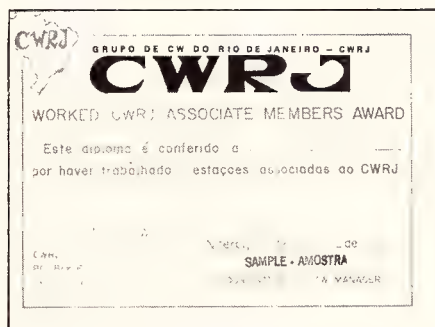 CWRJ
GRUPO DE CW DO RIO DE JANEIRO - CWRJ
CWRJ
WORKED CWRJ ASSOCIATE MEMBERS AWARD
Este diploma é conferido a
por haver trabalhado estações associadas ao CWRJ
de
SAMPLE - AMOSTRA
MANAGER